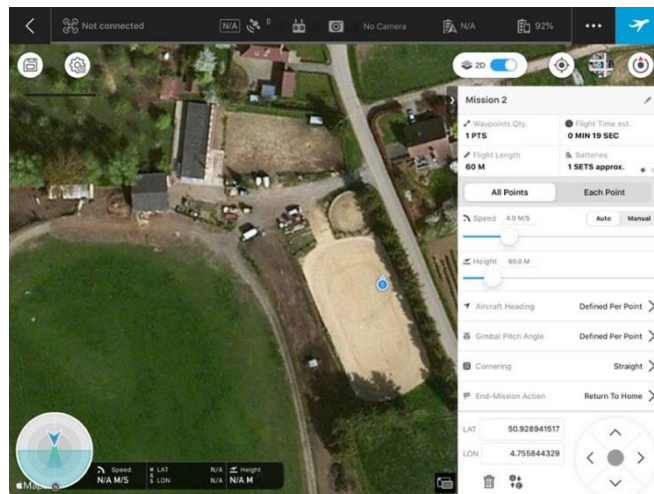 Not connected
N/A
0
No Camera
N/A
92%
2D
Mission 2
Waypoints Qty.
1 PTS
Flight Time est.
0 MIN 19 SEC
Flight Length
60 M
Batteries
1 SETS approx.
All Points
Each Point
Speed 4.0 M/S
Auto
Manual
Height 60.0 M
Aircraft Heading
Defined Per Point
Gimbal Pitch Angle
Defined Per Point
Cornering
Straight
End-Mission Action
Return To Home
LAT 50.928941517
LON 4.755844329
S
Speed
N/A M/S
WGS
LAT N/A
LON N/A
Height
N/A M
Maps